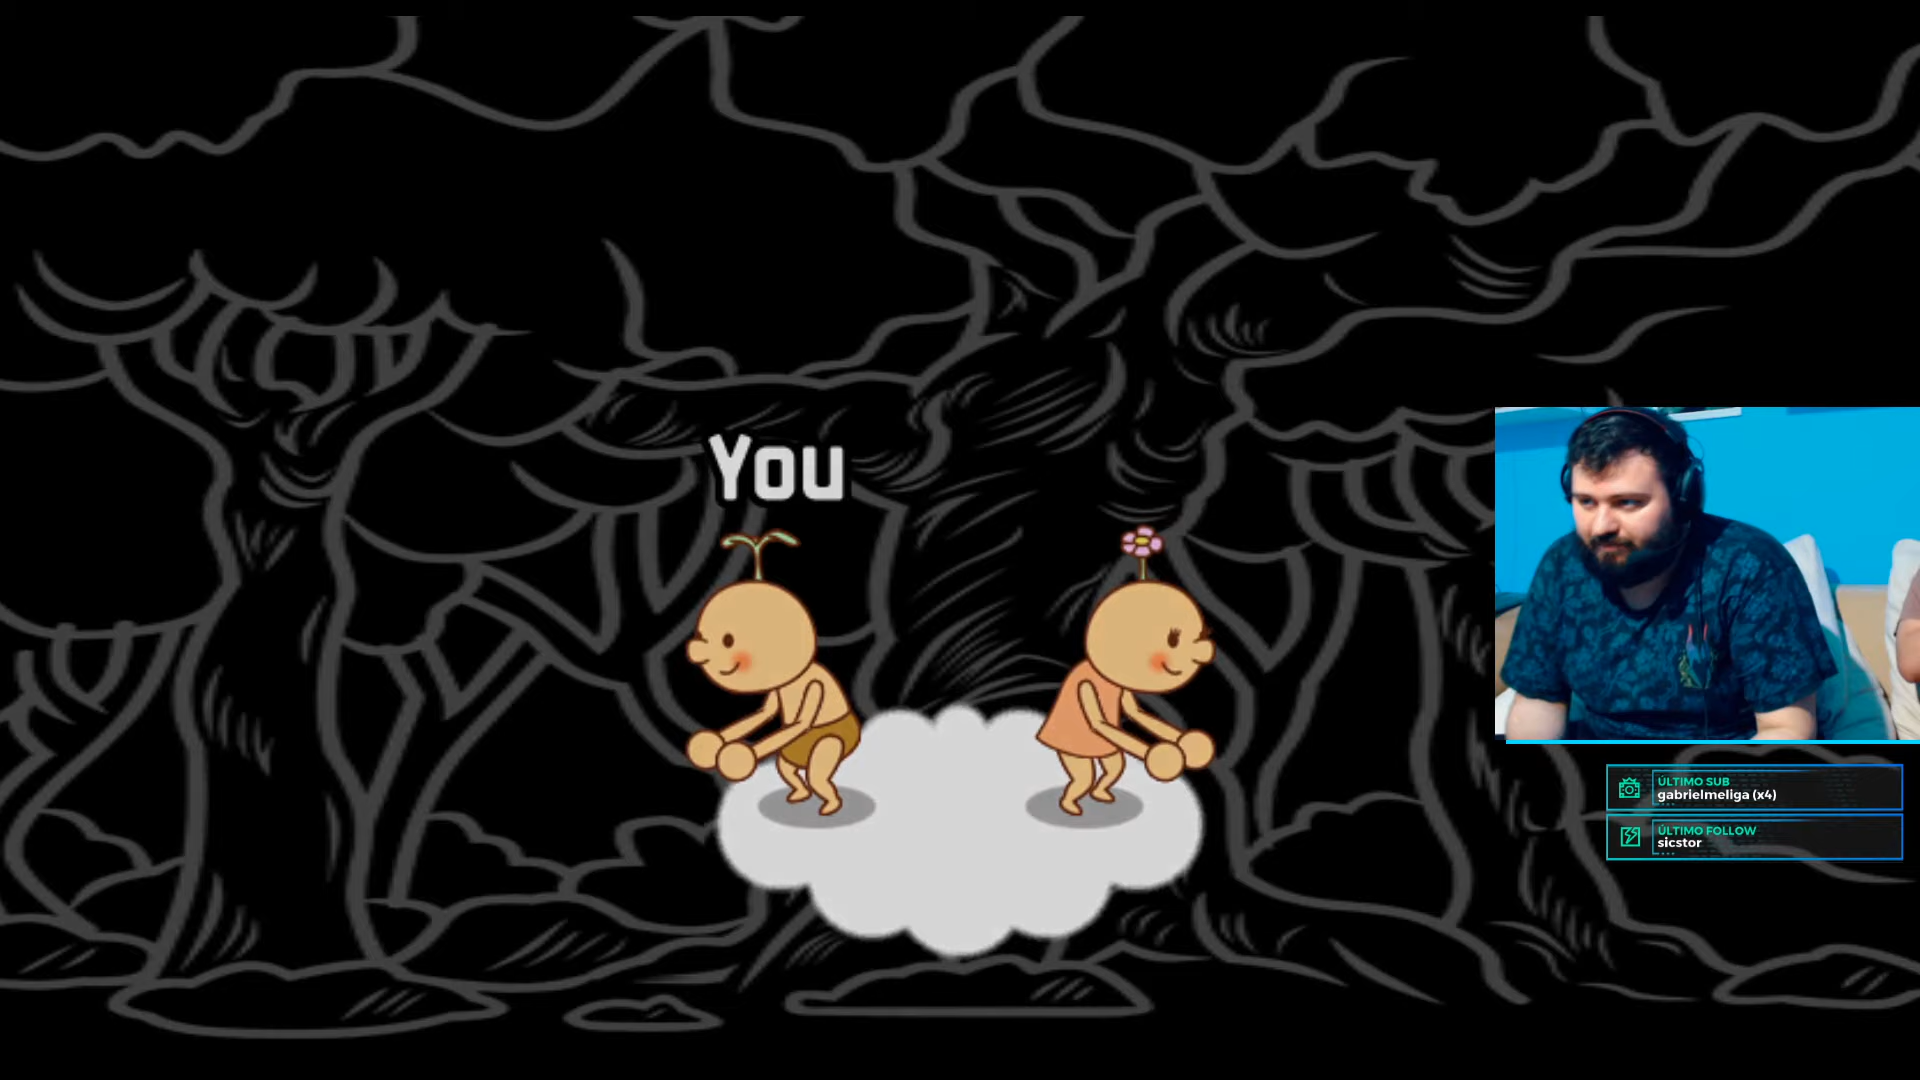 You
ÚLTIMO SUB
gabrielmeliga (x4)
ÚLTIMO FOLLOW
sicstor